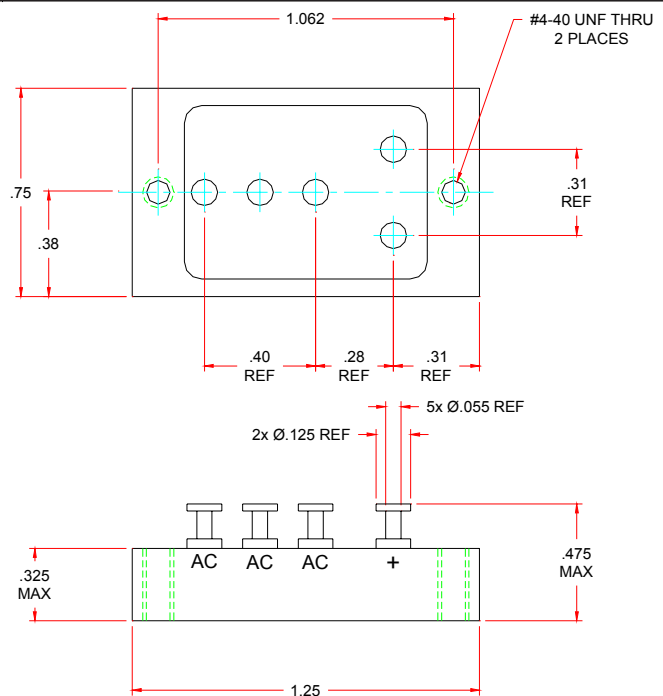 1.062
#4-40 UNF THRU
2 PLACES
.75
.38
.31
REF
.40
REF
.28
REF
.31
REF
5x Ø.055 REF
2x Ø.125 REF
AC AC AC +
.325
MAX
.475
MAX
1.25